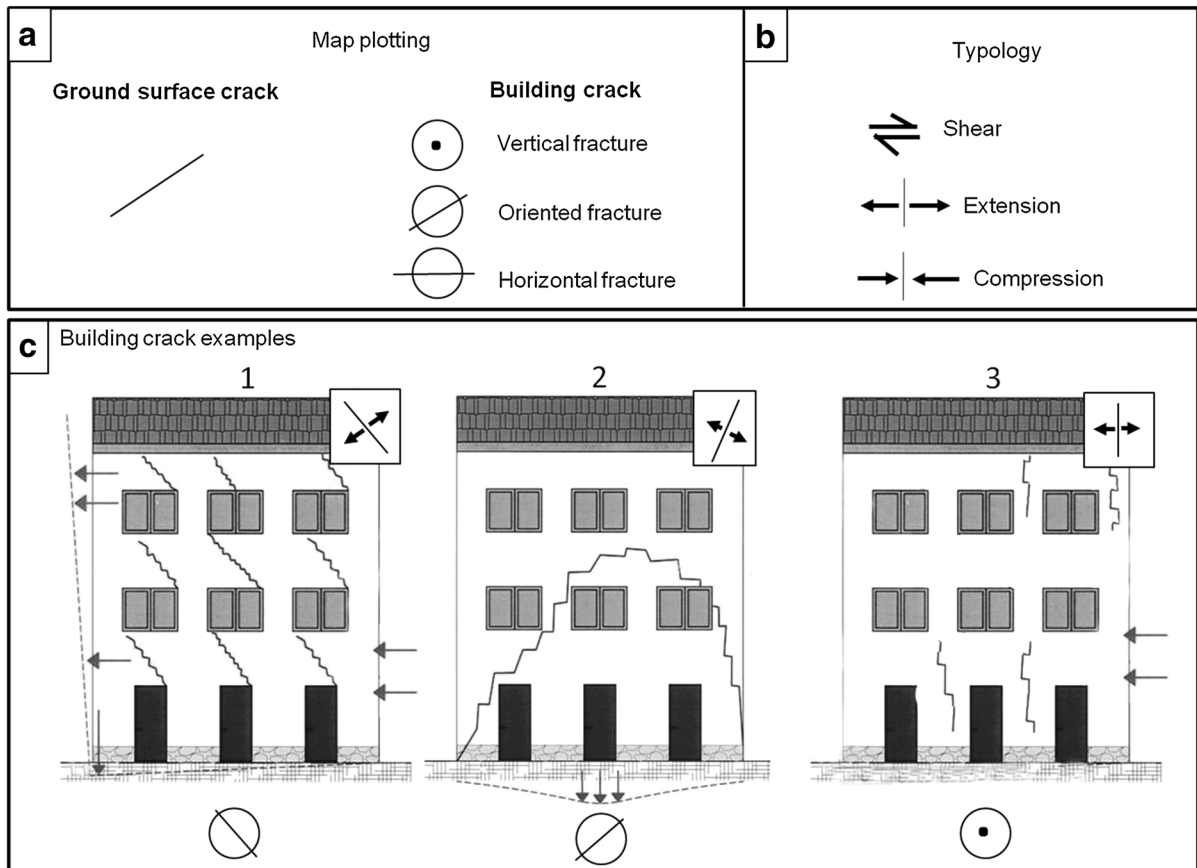 a
Map plotting
Ground surface crack
Building crack
Vertical fracture
Oriented fracture
Horizontal fracture
b
Typology
Shear
Extension
Compression
c
Building crack examples
1
2
3